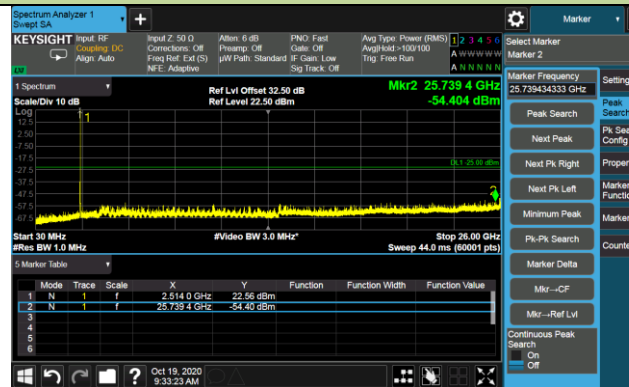 Spectrum Analyzer 1
Swept SA
Marker
KEYSIGHT
Input: RF
Coupling: DC
Align: Auto
Input Z: 50 Ω
Corrections: Off
Freq Ref: Ext (S)
NFE: Adaptive
Atten: 6 dB
Preamp: Off
µW Path: Standard
PNO: Fast
Gate: Off
IF Gain: Low
Sig Track: Off
Avg Type: Power (RMS)
Avg|Hold:>100/100
Trig: Free Run
1 2 3 4 5 6
A W W W W W
A N N N N N
Select Marker
Marker 2
1 Spectrum
Scale/Div 10 dB
Log
Ref Lvl Offset 32.50 dB
Ref Level 22.50 dBm
Mkr2 25.739 4 GHz
-54.404 dBm
12.5
2.50
-7.50
-17.5
-27.5
-37.5
-47.5
-57.5
-67.5
1
2
DL1 -25.00 dBm
Start 30 MHz
#Res BW 1.0 MHz
#Video BW 3.0 MHz*
Stop 26.00 GHz
Sweep 44.0 ms (60001 pts)
5 Marker Table
Mode Trace Scale X Y Function Function Width Function Value
1 N 1 f 2.514 0 GHz 22.56 dBm
2 N 1 f 25.739 4 GHz -54.40 dBm
3
4
5
6
Marker Frequency
25.739434333 GHz
Peak Search
Next Peak
Next Pk Right
Next Pk Left
Minimum Peak
Pk-Pk Search
Marker Delta
Mkr→CF
Mkr→Ref Lvl
Continuous Peak
Search
On
Off
Setting
Peak
Search
Pk Sea
Config
Proper
Marker
Functio
Marker
Counte
Oct 19, 2020
9:33:23 AM